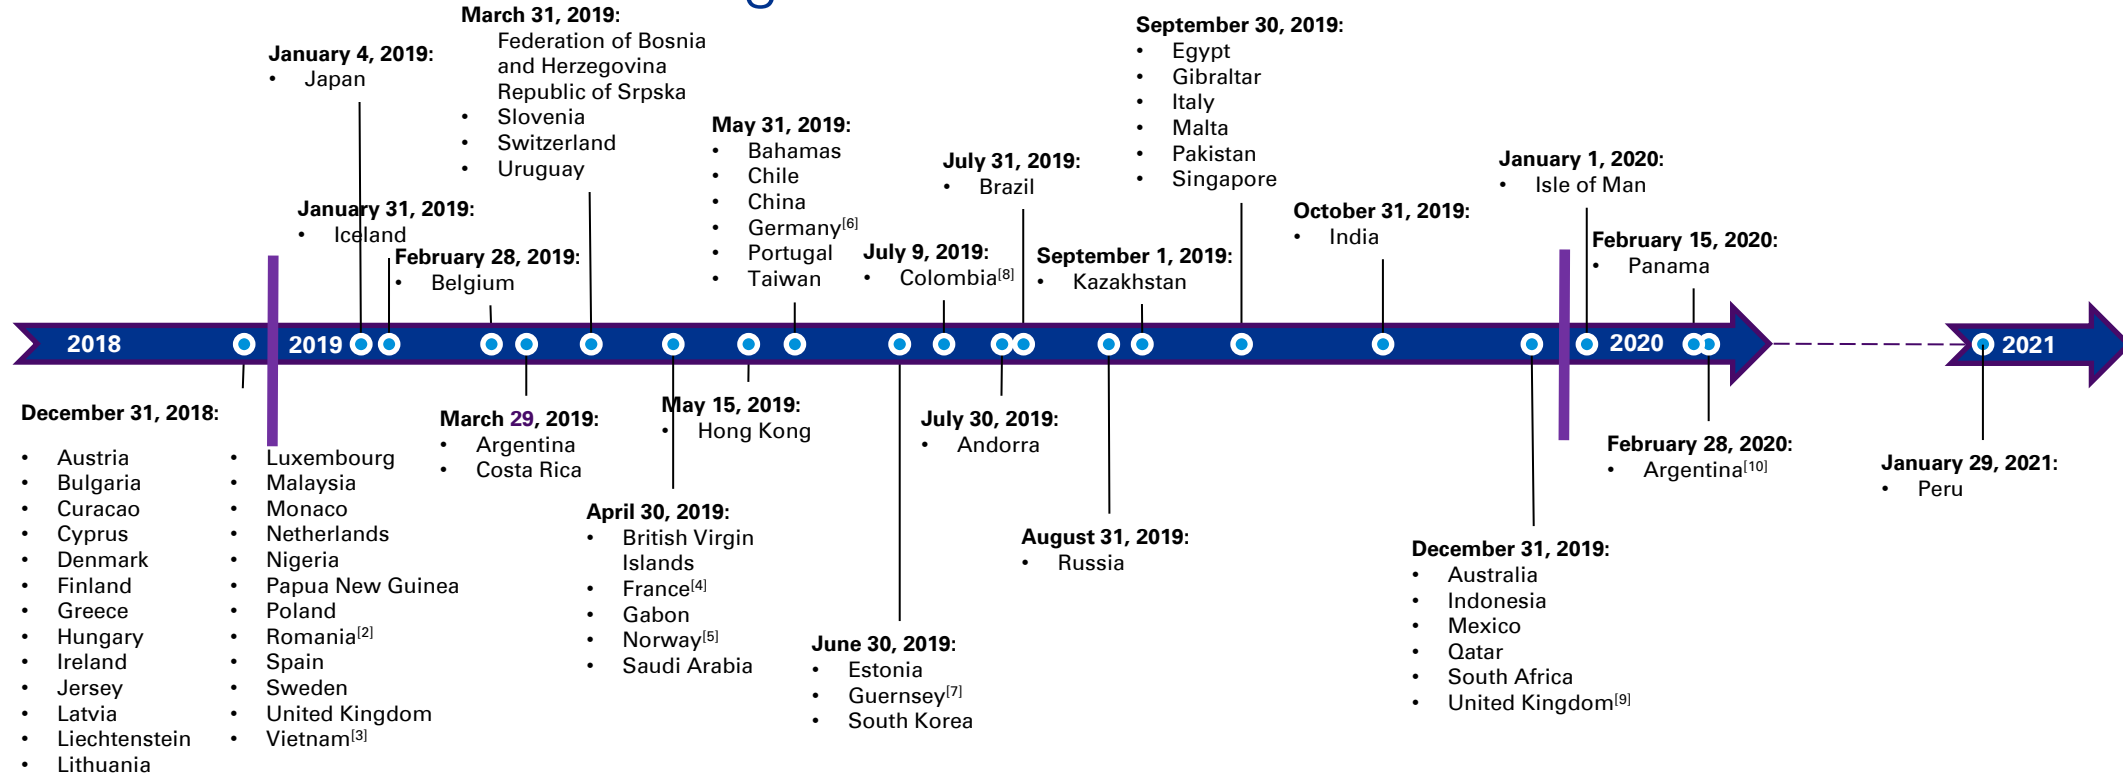 March 31, 2019:
Federation of Bosnia
and Herzegovina
Republic of Srpska
• Slovenia
• Switzerland
• Uruguay
September 30, 2019:
• Egypt
• Gibraltar
• Italy
• Malta
• Pakistan
• Singapore
January 4, 2019:
• Japan
May 31, 2019:
• Bahamas
• Chile
• China
• Germany[6]
• Portugal
• Taiwan
July 31, 2019:
• Brazil
January 1, 2020:
• Isle of Man
January 31, 2019:
• Iceland
October 31, 2019:
• India
February 15, 2020:
• Panama
February 28, 2019:
• Belgium
July 9, 2019:
• Colombia[8]
September 1, 2019:
• Kazakhstan
2018
2019
2020
2021
December 31, 2018:
• Austria
• Bulgaria
• Curacao
• Cyprus
• Denmark
• Finland
• Greece
• Hungary
• Ireland
• Jersey
• Latvia
• Liechtenstein
• Lithuania
• Luxembourg
• Malaysia
• Monaco
• Netherlands
• Nigeria
• Papua New Guinea
• Poland
• Romania[2]
• Spain
• Sweden
• United Kingdom
• Vietnam[3]
March 29, 2019:
• Argentina
• Costa Rica
May 15, 2019:
• Hong Kong
April 30, 2019:
• British Virgin
Islands
• France[4]
• Gabon
• Norway[5]
• Saudi Arabia
July 30, 2019:
• Andorra
June 30, 2019:
• Estonia
• Guernsey[7]
• South Korea
August 31, 2019:
• Russia
December 31, 2019:
• Australia
• Indonesia
• Mexico
• Qatar
• South Africa
• United Kingdom[9]
February 28, 2020:
• Argentina[10]
January 29, 2021:
• Peru